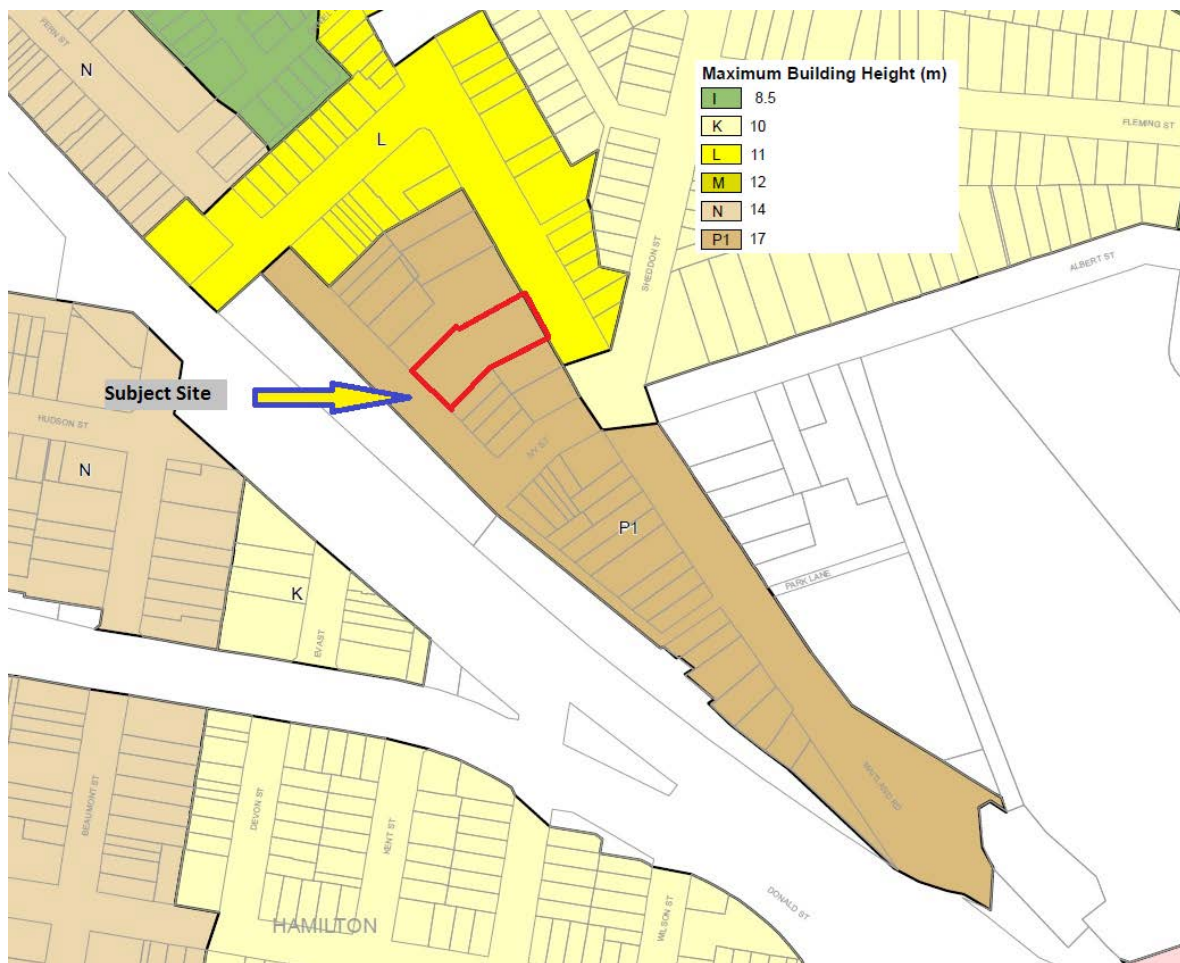 FERN ST
N
L
Maximum Building Height (m)
I 8.5
K 10
L 11
M 12
N 14
P1 17
FLEMING ST
SHEDDON ST
ALBERT ST
Subject Site
HUDSON ST
N
IVY ST
P1
PARK LANE
K
EVA ST
MAITLAND RD
BEAUMONT ST
DEVON ST
KENT ST
HAMILTON
WILSON ST
DONALD ST